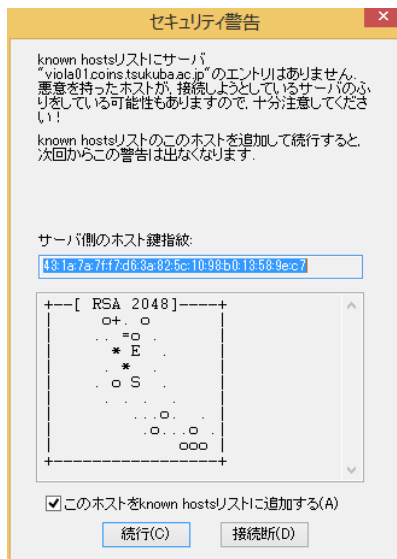 セキュリティ警告
×
known hostsリストにサーバ
"viola01.coins.tsukuba.ac.jp"のエントリはありません.
悪意を持ったホストが, 接続しようとしているサーバのふ
りをしている可能性もありますので, 十分注意してくださ
い!
known hostsリストのこのホストを追加して続行すると,
次回からこの警告は出なくなります.
サーバ側のホスト鍵指紋:
43:1a:7a:7f:f7:d6:3a:82:5c:10:98:b0:13:58:9e:c7
+--[ RSA 2048]----+
|      o+. o      |
|     . . =o .    |
|       * E  .    |
|      . *  .     |
|     . o S  .    |
|      . .  . .   |
|         ...o. . |
|          .o...o .|
|             ooo |
+-----------------+
このホストをknown hostsリストに追加する(A)
続行(C) 接続断(D)